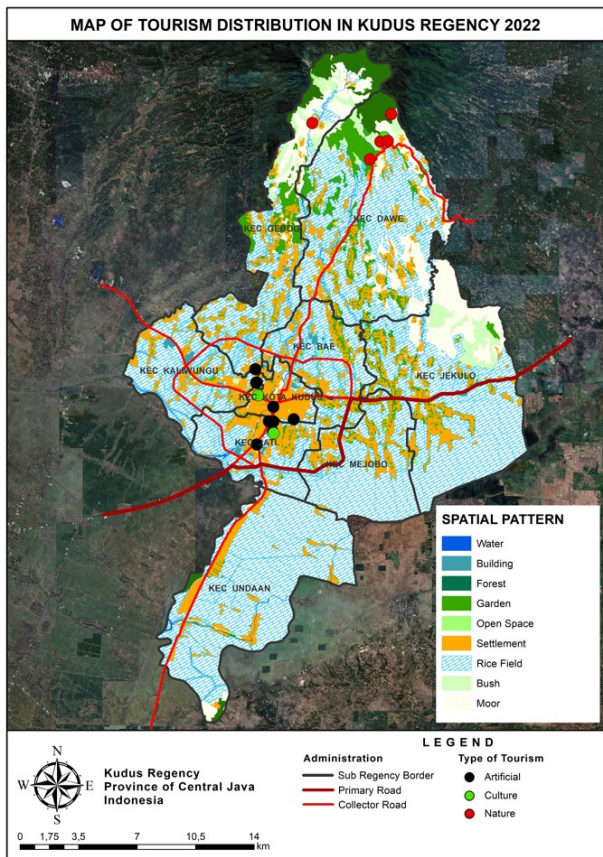 MAP OF TOURISM DISTRIBUTION IN KUDUS REGENCY 2022
KEC GEBOG
KEC DAWE
KEC BAE
KEC KALIWUNGU
KEC JEKULO
KEC KOTA KUDUS
KEC JATI
KEC MEJOBO
KEC UNDAAN
SPATIAL PATTERN
Water
Building
Forest
Garden
Open Space
Settlement
Rice Field
Bush
Moor
LEGEND
N
W
E
S
Kudus Regency
Province of Central Java
Indonesia
Administration
Sub Regency Border
Primary Road
Collector Road
Type of Tourism
Artificial
Culture
Nature
0 1,75 3,5 7 10,5 14
km